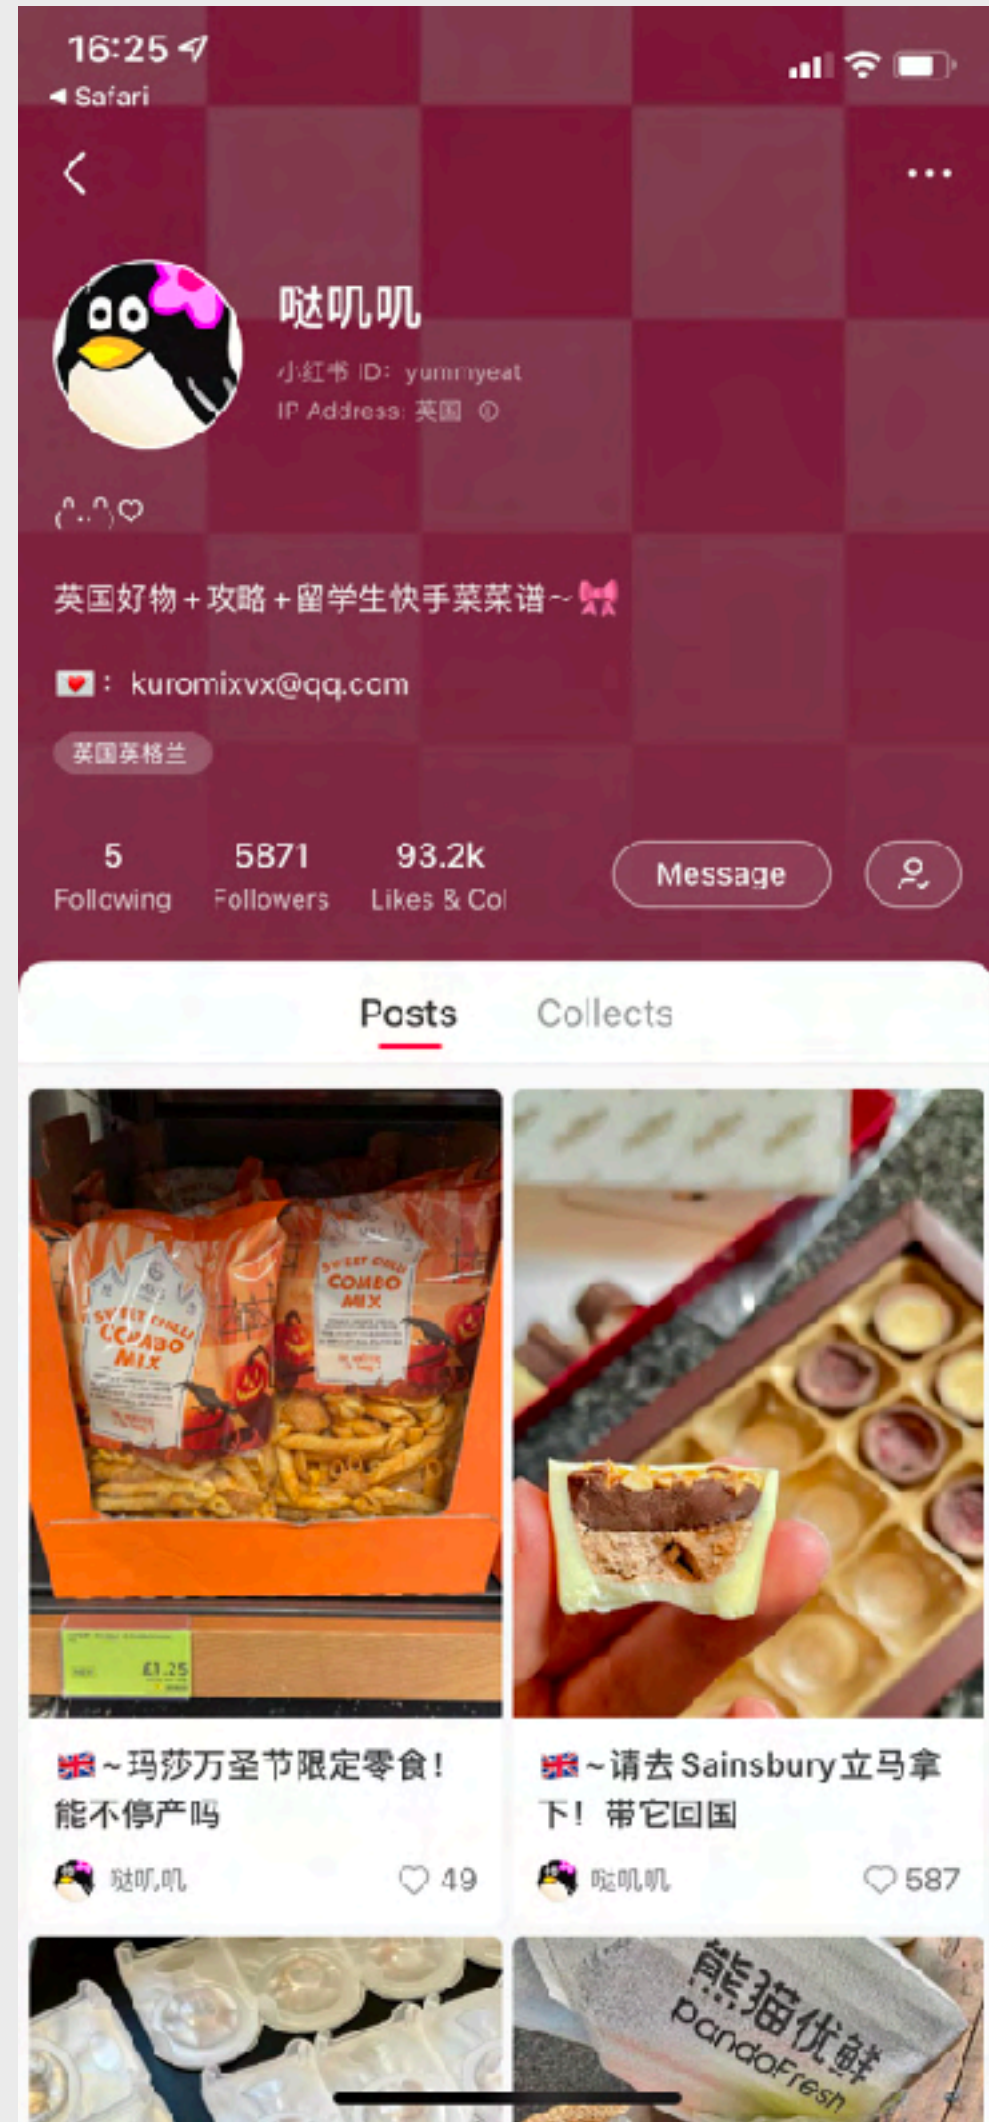 16:25
◀ Safari
哒叽叽
小红书 ID: yummyeat
IP Address: 英国
英国好物+攻略+留学生快手菜菜谱~
: kuromixvx@qq.com
英国英格兰
5
Following
5871
Followers
93.2k
Likes & Col
Message
Posts
Collects
SWEET CHILLI
COMBO
MIX
SWEET CHILLI
COMBO
MIX
£1.25
~玛莎万圣节限定零食!
能不停产吗
哒叽叽
49
~请去Sainsbury立马拿
下!带它回国
哒叽叽
587
熊猫优鲜
pandaFresh